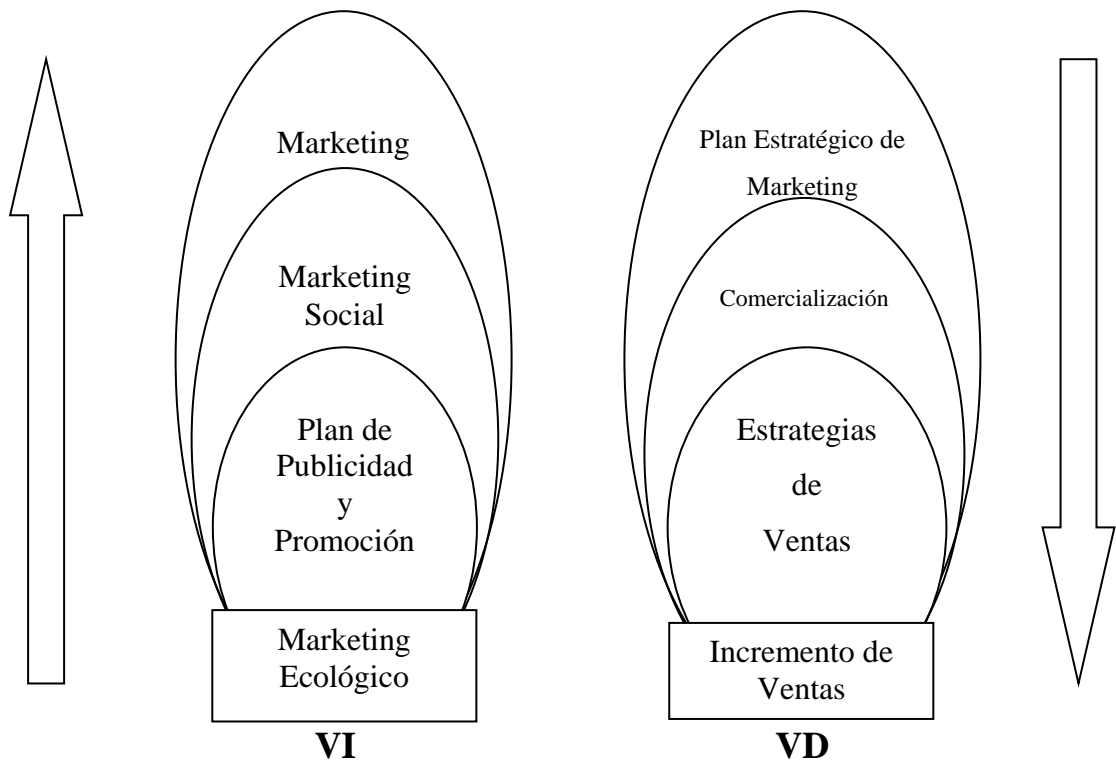 Marketing
Marketing
Social
Plan de
Publicidad
y
Promoción
Marketing
Ecológico
VI
Plan Estratégico de
Marketing
Comercialización
Estrategias
de
Ventas
Incremento de
Ventas
VD